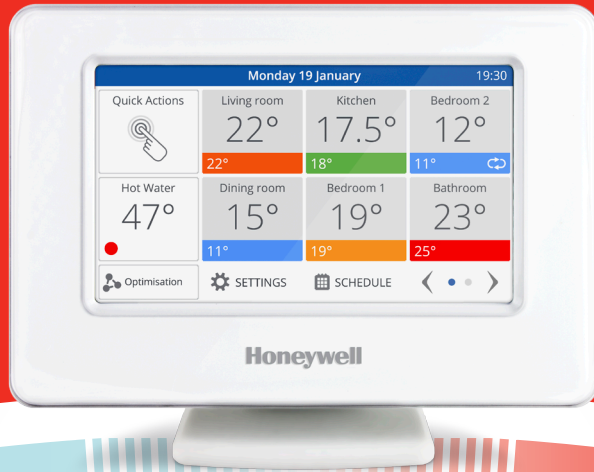 Monday 19 January 19:30
Quick Actions
Living room
22°
22°
Kitchen
17.5°
18°
Bedroom 2
12°
11°
Hot Water
47°
Dining room
15°
11°
Bedroom 1
19°
19°
Bathroom
23°
25°
Optimisation
SETTINGS
SCHEDULE
Honeywell